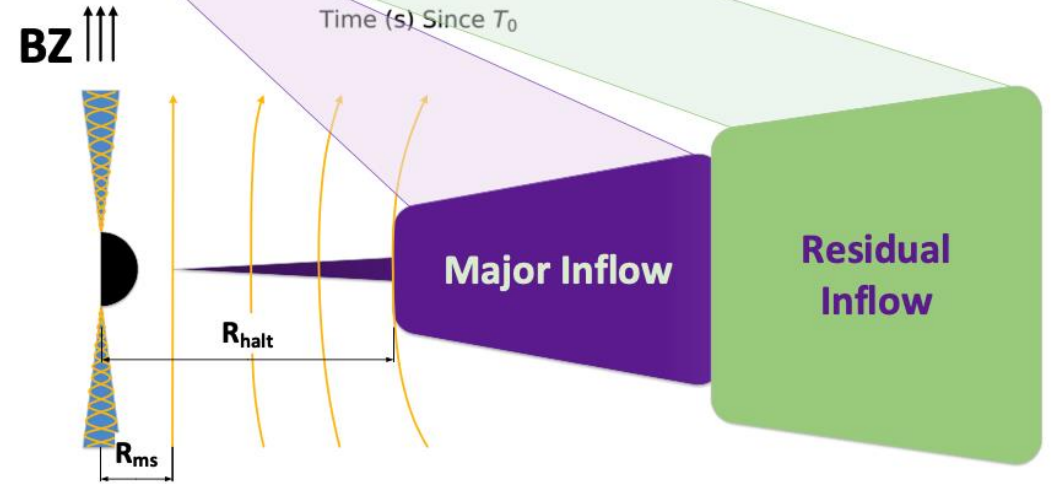 Time (s) Since T₀
BZ
Major Inflow
Residual
Inflow
Rhalt
Rms